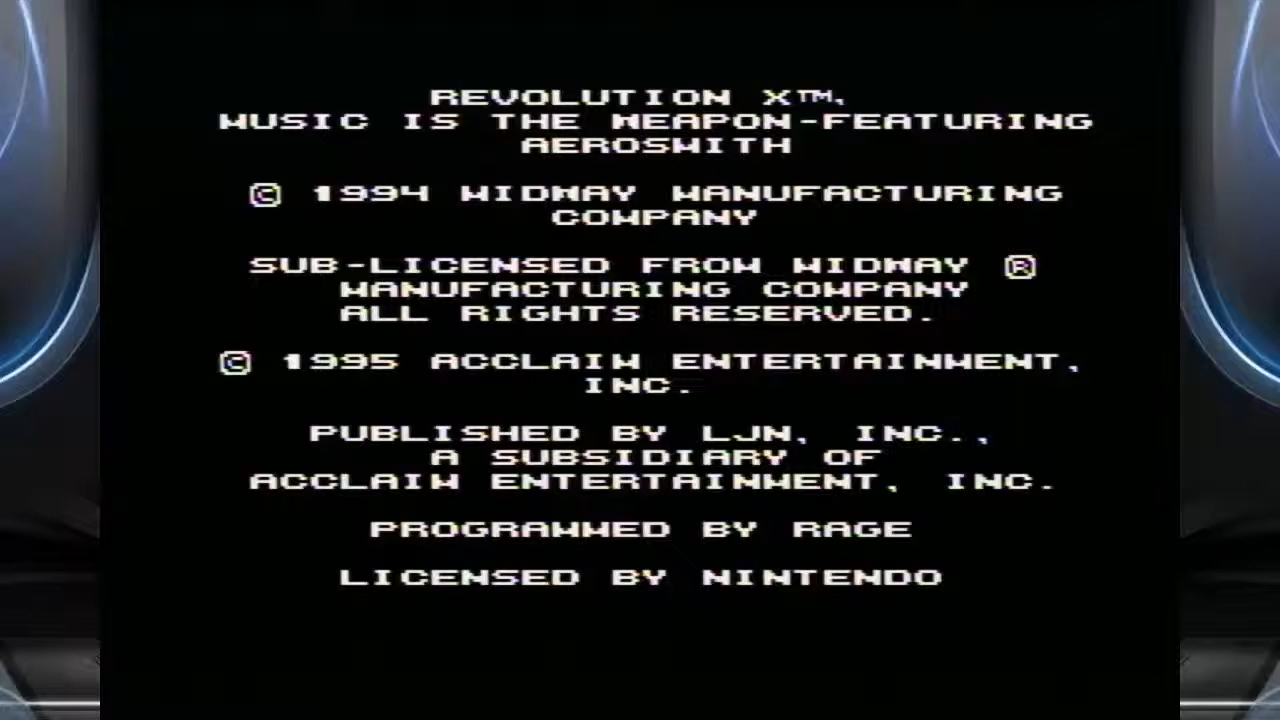 REVOLUTION X™.
MUSIC IS THE WEAPON-FEATURING
AEROSMITH
© 1994 MIDWAY MANUFACTURING
COMPANY
SUB-LICENSED FROM MIDWAY ®
MANUFACTURING COMPANY
ALL RIGHTS RESERVED.
© 1995 ACCLAIM ENTERTAINMENT,
INC.
PUBLISHED BY LJN, INC.,
A SUBSIDIARY OF
ACCLAIM ENTERTAINMENT, INC.
PROGRAMMED BY RAGE
LICENSED BY NINTENDO